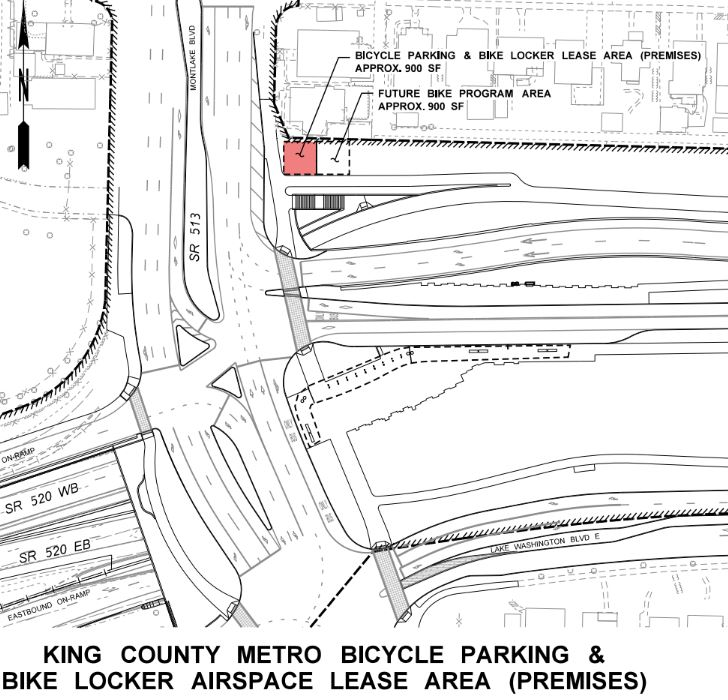 MONTLAKE BLVD
BICYCLE PARKING & BIKE LOCKER LEASE AREA (PREMISES)
APPROX. 900 SF
FUTURE BIKE PROGRAM AREA
APPROX. 900 SF
N
SR 513
ON-RAMP
SR 520 WB
SR 520 EB
EASTBOUND ON-RAMP
LAKE WASHINGTON BLVD E
KING COUNTY METRO BICYCLE PARKING &
BIKE LOCKER AIRSPACE LEASE AREA (PREMISES)